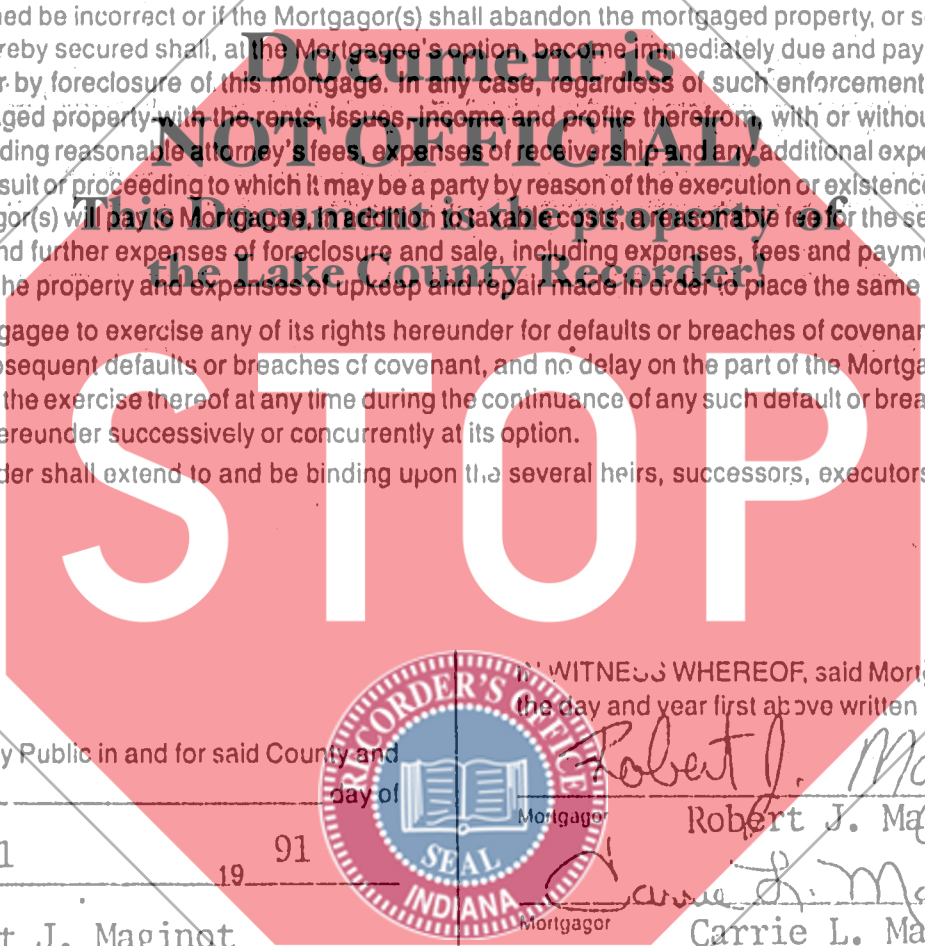 ned be incorrect or if the Mortgagor(s) shall abandon the mortgaged property, or s
reby secured shall, at the Mortgagee's option, become immediately due and pay
Document is
r by foreclosure of this mortgage. In any case, regardless of such enforcement
ged property with the rents, issues, income and profits therefrom, with or withou
NOT OFFICIAL!
ding reasonable attorney's fees, expenses of receivership and any additional expe
suit or proceeding to which it may be a party by reason of the execution or existence
This Document is the property of
gor(s) will pay to Mortgagee, in addition to taxable costs, a reasonable fee for the se
nd further expenses of foreclosure and sale, including expenses, fees and payme
the Lake County Recorder!
he property and expenses of upkeep and repair made in order to place the same
gagee to exercise any of its rights hereunder for defaults or breaches of covenan
sequent defaults or breaches of covenant, and no delay on the part of the Mortga
the exercise thereof at any time during the continuance of any such default or brea
ereunder successively or concurrently at its option.
der shall extend to and be binding upon the several heirs, successors, executors
STOP
IN WITNESS WHEREOF, said Mort
the day and year first above written
y Public in and for said County and
day of
1
19 91
t J. Maginot
RECORDER'S OFFICE
SEAL
INDIANA
Robert J. Ma
Mortgagor
Robert J. Ma
Carrie L. Ma
Mortgagor
Carrie L. Ma